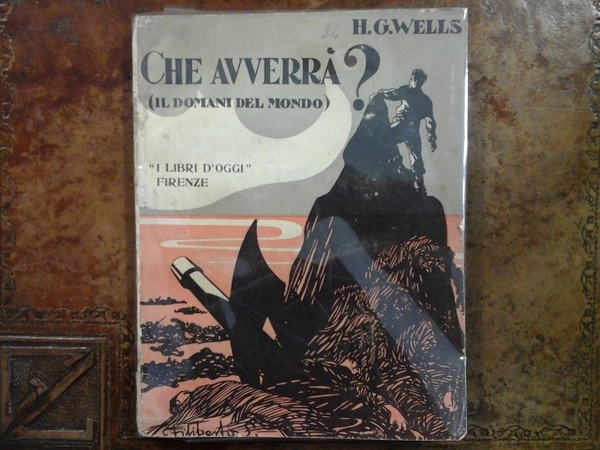 H. G. WELLS
CHE AVVERRÀ?
(IL DOMANI DEL MONDO)
"I LIBRI D'OGGI"
FIRENZE